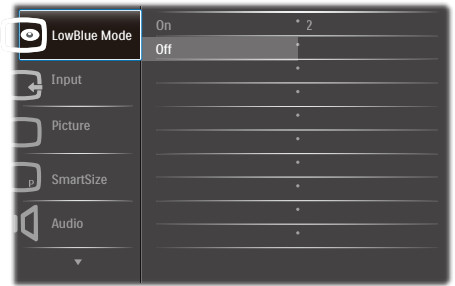 LowBlue Mode
On • 2
Off •
Input
Picture
P
SmartSize
Audio
▼